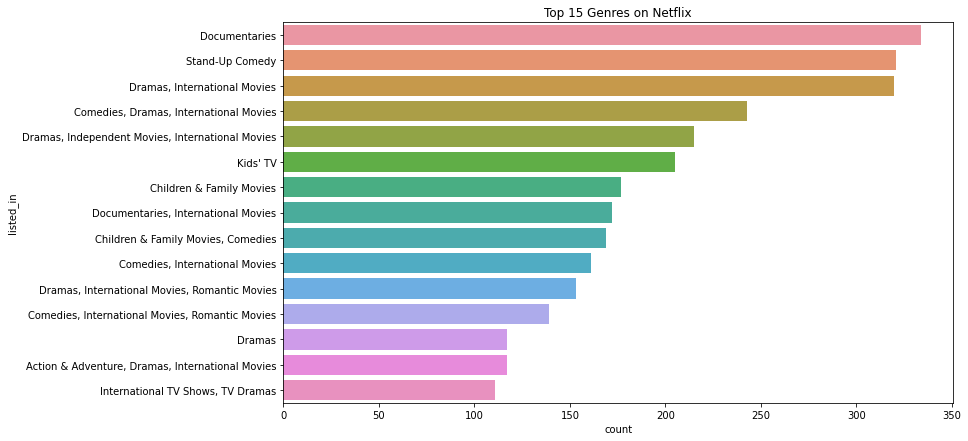 Top 15 Genres on Netflix
Documentaries
Stand-Up Comedy
Dramas, International Movies
Comedies, Dramas, International Movies
Dramas, Independent Movies, International Movies
Kids' TV
Children & Family Movies
Documentaries, International Movies
Children & Family Movies, Comedies
Comedies, International Movies
Dramas, International Movies, Romantic Movies
Comedies, International Movies, Romantic Movies
Dramas
Action & Adventure, Dramas, International Movies
International TV Shows, TV Dramas
listed_in
0 50 100 150 200 250 300 350
count